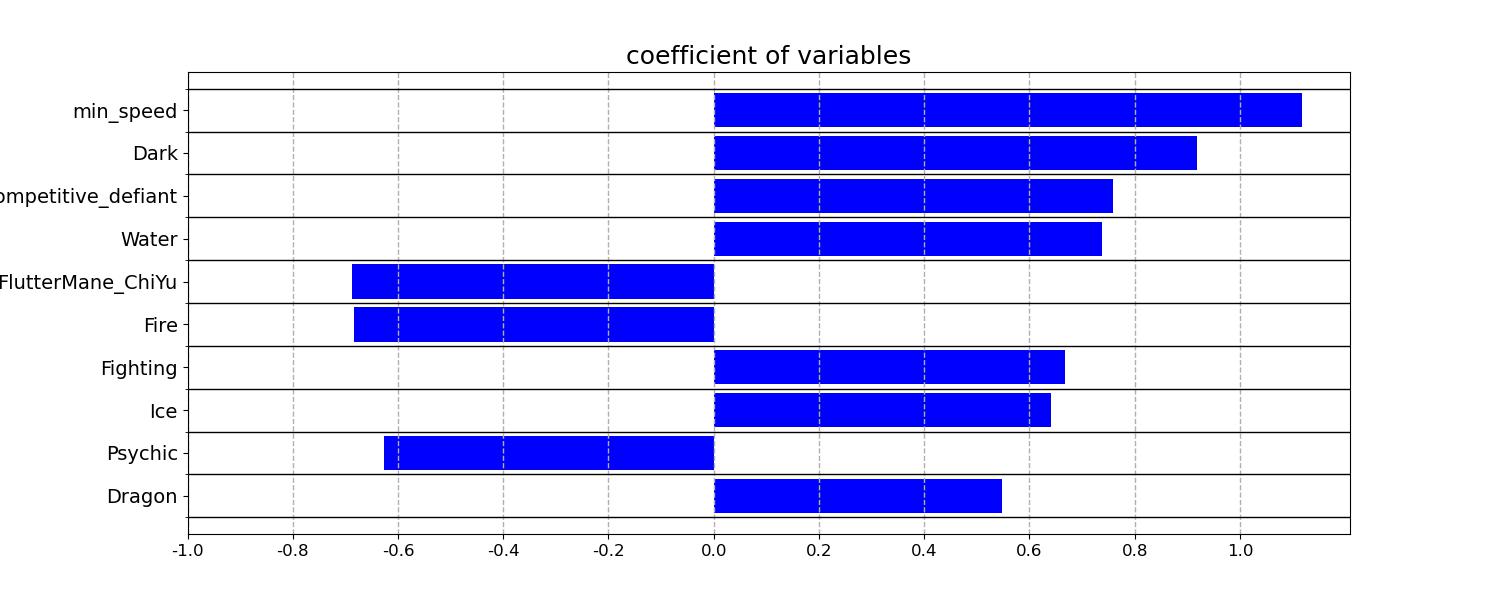 coefficient of variables
min_speed
Dark
ompetitive_defiant
Water
FlutterMane_ChiYu
Fire
Fighting
Ice
Psychic
Dragon
-1.0 -0.8 -0.6 -0.4 -0.2 0.0 0.2 0.4 0.6 0.8 1.0